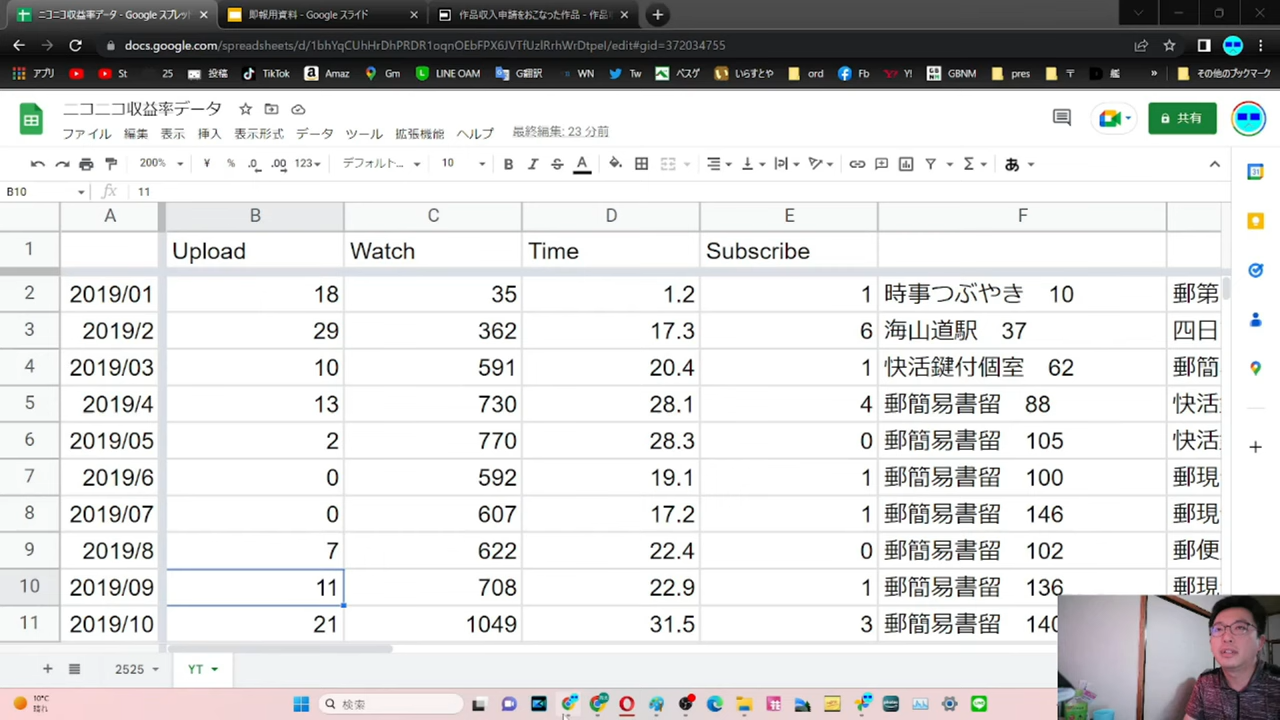 ニコニコ収益率データ - Google スプレッ
即報用資料 - Google スライド
作品収入申請をおこなった作品 - 作品
docs.google.com/spreadsheets/d/1bhYqCUhHrDhPRDR1oqnOEbFPX6JVTfUzIRrhWrDtpeI/edit#gid=372034755
アプリ St 25 投稿 TikTok Amaz Gm LINE OAM G翻訳 WN Tw ベスゲ いらすとや ord Fb Y! GBNM pres 〒 艦 » その他のブックマーク
ニコニコ収益率データ
ファイル 編集 表示 挿入 表示形式 データ ツール 拡張機能 ヘルプ 最終編集: 23 分前
共有
200% ¥ % .0 .00 123 デフォルト... 10 B I S A Σ あ
B10 fx 11
A B C D E F
1 Upload Watch Time Subscribe
2 2019/01 18 35 1.2 1 時事つぶやき 10 郵第
3 2019/2 29 362 17.3 6 海山道駅 37 四日
4 2019/03 10 591 20.4 1 快活鍵付個室 62 郵簡
5 2019/4 13 730 28.1 4 郵簡易書留 88 快活
6 2019/05 2 770 28.3 0 郵簡易書留 105 快活
7 2019/6 0 592 19.1 1 郵簡易書留 100 郵現
8 2019/07 0 607 17.2 1 郵簡易書留 146 郵現
9 2019/8 7 622 22.4 0 郵簡易書留 102 郵便
10 2019/09 11 708 22.9 1 郵簡易書留 136 郵現
11 2019/10 21 1049 31.5 3 郵簡易書留 140
2525 YT
10°C
晴れ
検索